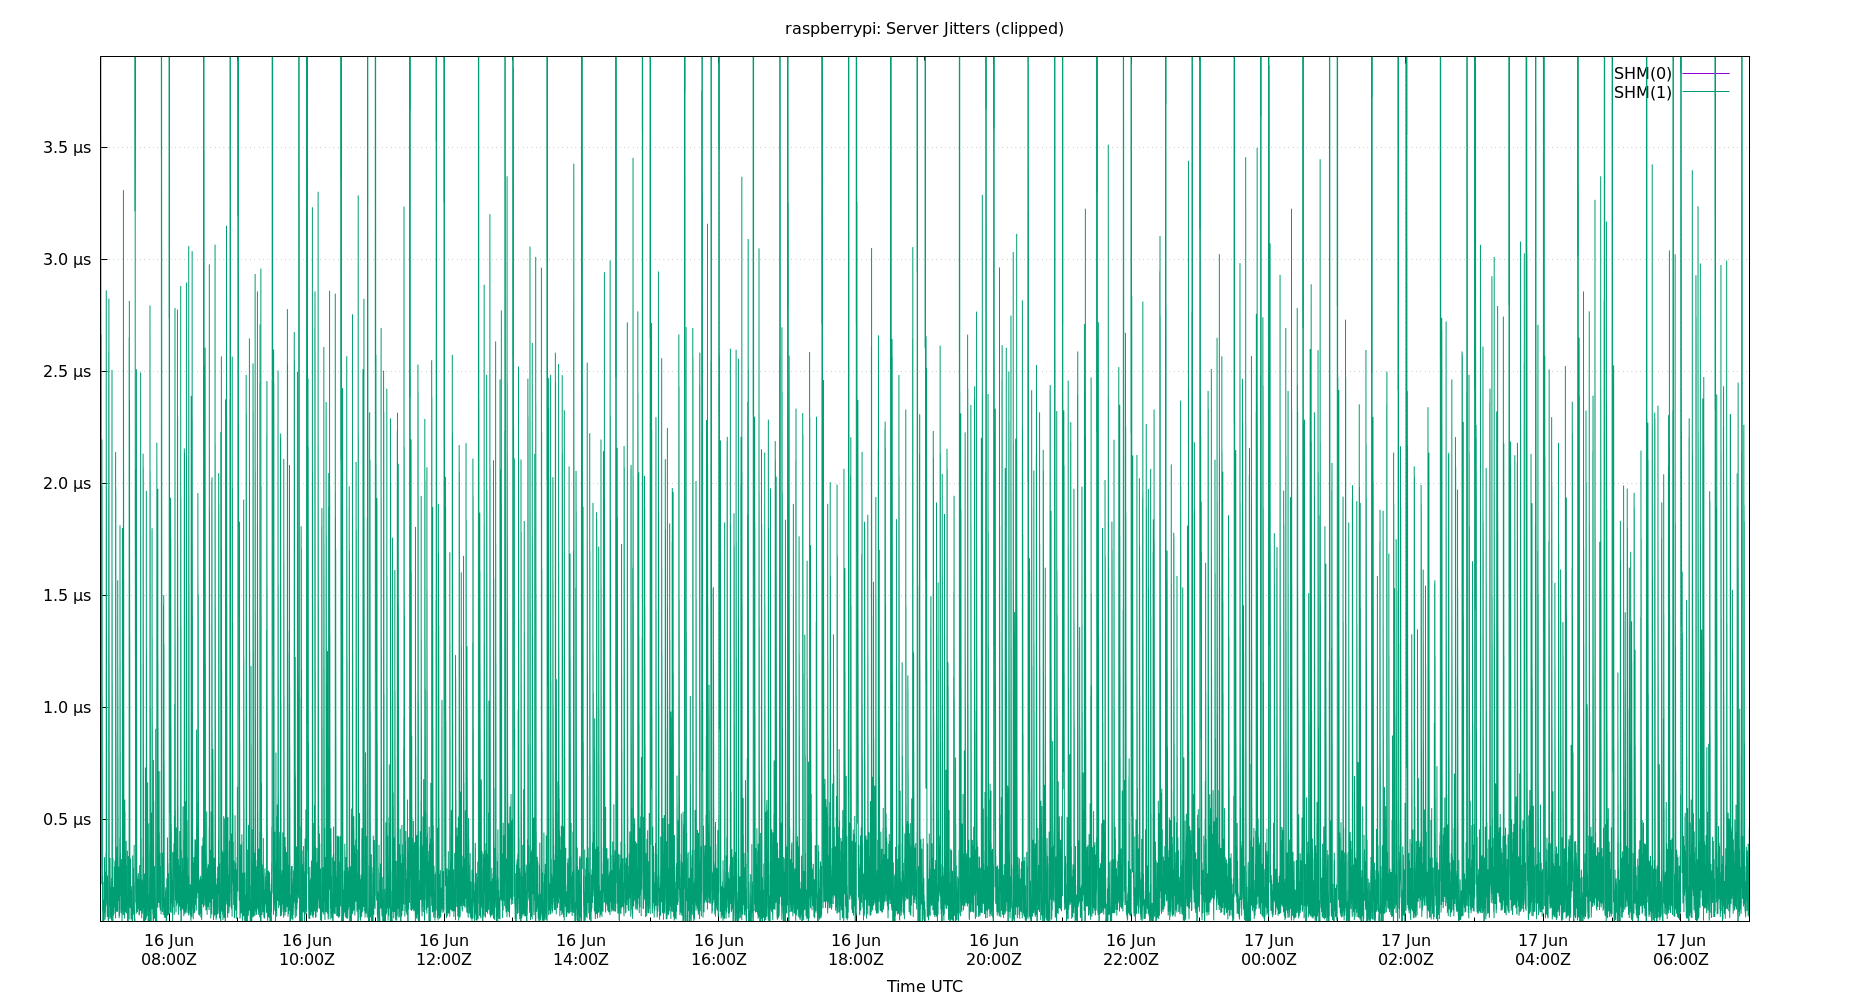 raspberrypi: Server Jitters (clipped)
SHM(0)
SHM(1)
3.5 µs
3.0 µs
2.5 µs
2.0 µs
1.5 µs
1.0 µs
0.5 µs
16 Jun 16 Jun 16 Jun 16 Jun 16 Jun 16 Jun 16 Jun 16 Jun 17 Jun 17 Jun 17 Jun 17 Jun
08:00Z 10:00Z 12:00Z 14:00Z 16:00Z 18:00Z 20:00Z 22:00Z 00:00Z 02:00Z 04:00Z 06:00Z
Time UTC